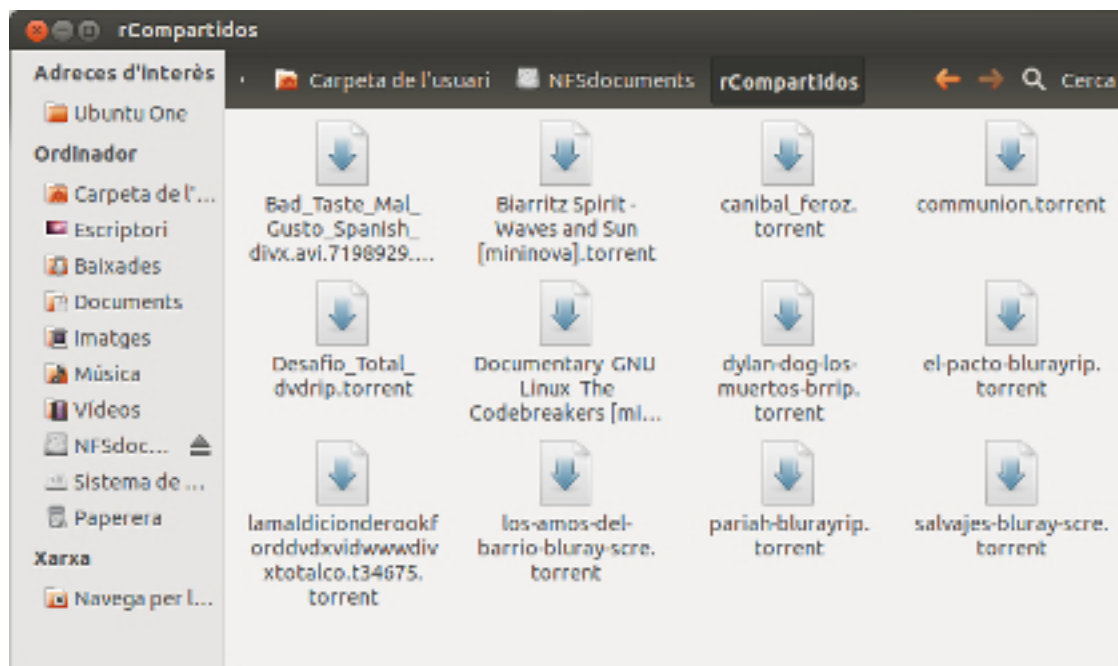 rCompartidos
Adreces d'interès
Ubuntu One
Ordinador
Carpeta de l'...
Escriptori
Baixades
Documents
Imatges
Música
Vídeos
NFSdoc...
Sistema de ...
Paperera
Xarxa
Navega per l...
Carpeta de l'usuari NFSdocuments rCompartidos Cerca
Bad_Taste_Mal_
Gusto_Spanish_
divx.avi.7198929....
Biarritz Spirit -
Waves and Sun
[mininova].torrent
canibal_feroz.
torrent
communion.torrent
Desafio_Total_
dvdrip.torrent
Documentary GNU
Linux The
Codebreakers [mi...
dylan-dog-los-
muertos-brrip.
torrent
el-pacto-blurayrip.
torrent
lamaldicionderookf
orddvdxvidwwwdiv
xtotalco.t34675.
torrent
los-amos-del-
barrio-bluray-scre.
torrent
pariah-blurayrip.
torrent
salvajes-bluray-scre.
torrent